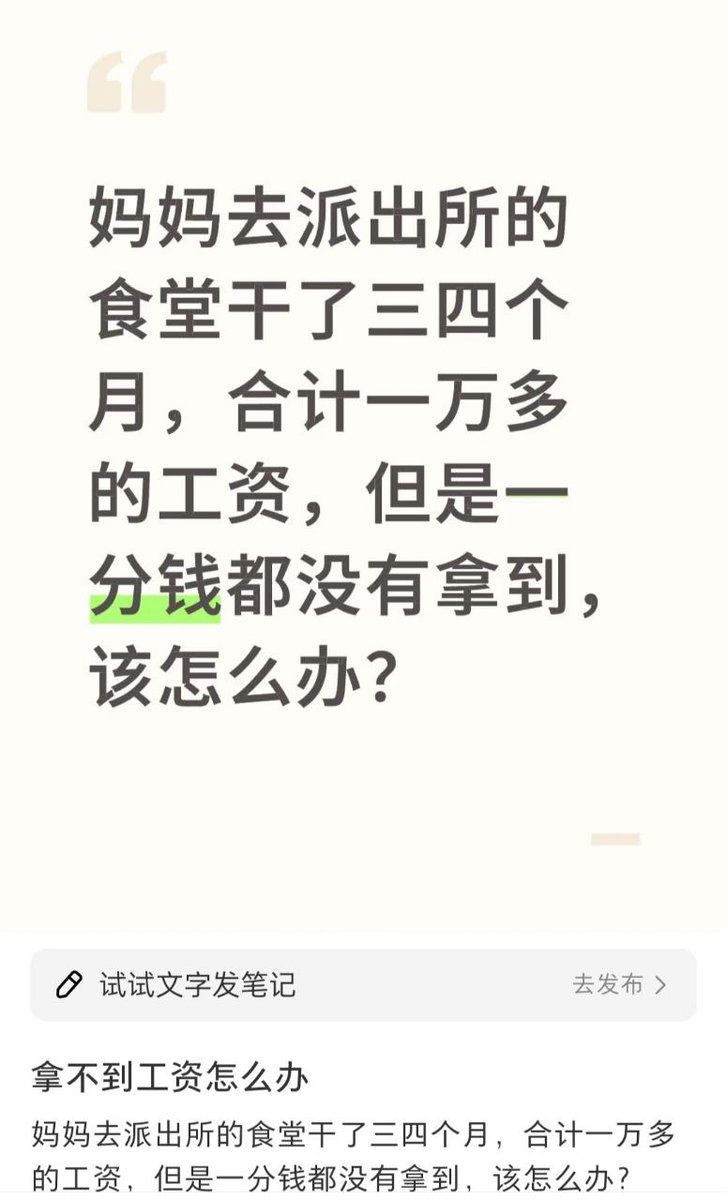 妈妈去派出所的
食堂干了三四个
月，合计一万多
的工资，但是一
分钱都没有拿到，
该怎么办？
试试文字发笔记
去发布
拿不到工资怎么办
妈妈去派出所的食堂干了三四个月，合计一万多
的工资，但是一分钱都没有拿到，该怎么办？